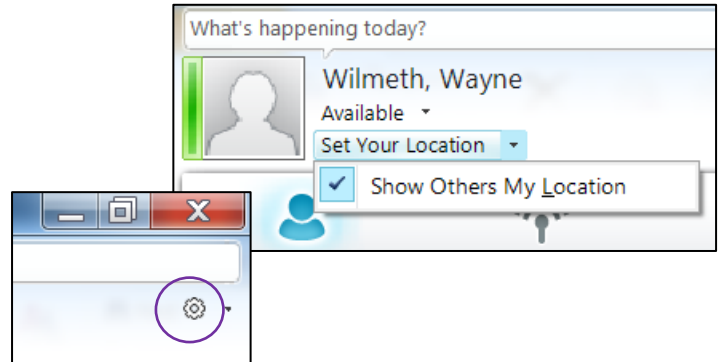 What's happening today?
Wilmeth, Wayne
Available
Set Your Location
Show Others My Location